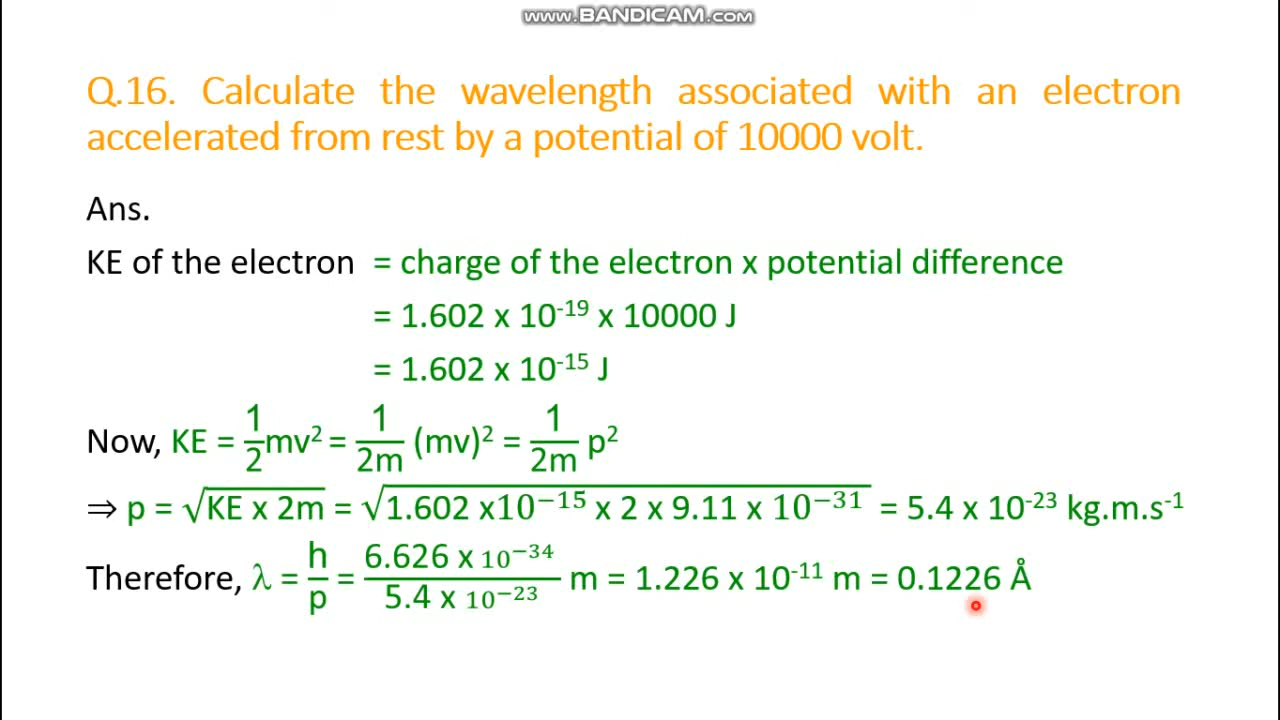 www.BANDICAM.com
Q.16. Calculate the wavelength associated with an electron
accelerated from rest by a potential of 10000 volt.
Ans.
KE of the electron = charge of the electron x potential difference
= 1.602 x 10⁻¹⁹ x 10000 J
= 1.602 x 10⁻¹⁵ J
Now, KE = 1/2 mv² = 1/2m (mv)² = 1/2m p²
⇒ p = √KE x 2m = √1.602 x10⁻¹⁵ x 2 x 9.11 x 10⁻³¹ = 5.4 x 10⁻²³ kg.m.s⁻¹
Therefore, λ = h/p = 6.626 x 10⁻³⁴/5.4 x 10⁻²³ m = 1.226 x 10⁻¹¹ m = 0.1226 Å